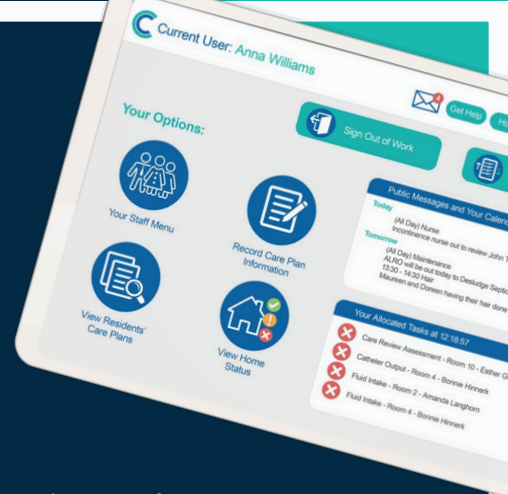 Current User: Anna Williams
4
Get Help
Your Options:
Sign Out of Work
Your Staff Menu
Record Care Plan
Information
View Residents'
Care Plans
View Home
Status
Public Messages and Your
Today
(All Day) Nurse
Incontinence nurse out to review John
Tomorrow
(All Day) Maintenance
ALRO will be out today to Desludge
13:30 - 14:30 Hair
Maureen and Doreen having their hair done
Your Allocated Tasks at 12:18:57
Care Review Assessment - Room 10 - Esther
Catheter Output - Room 4 - Bonnie Hinnerk
Fluid Intake - Room 2 - Amanda Langhorn
Fluid Intake - Room 4 - Bonnie Hinnerk